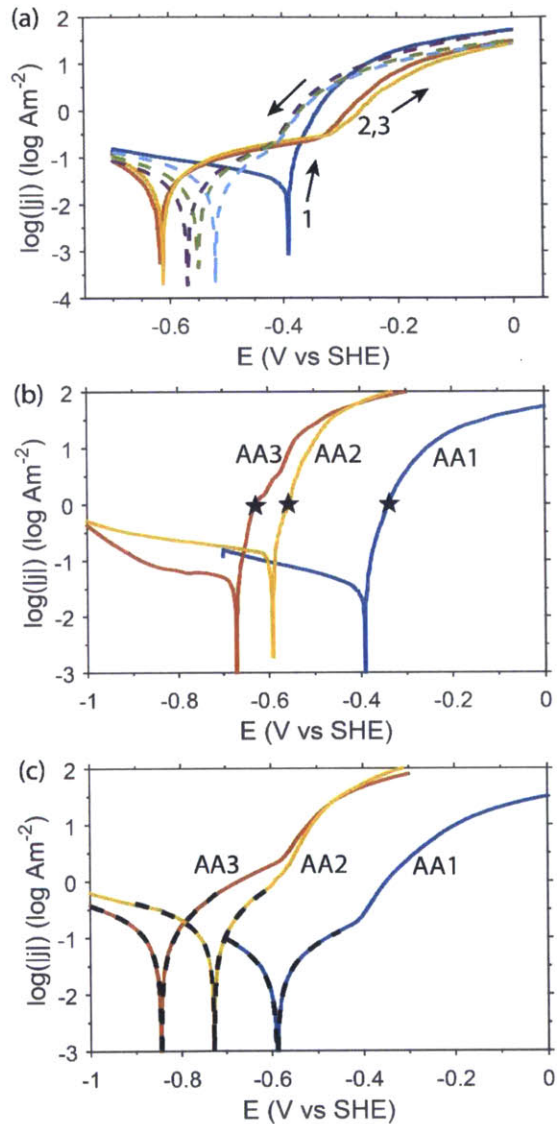 (a)
2
1
0
-1
-2
-3
-4
log(|j|) (log Am⁻²)
2,3
1
-0.6
-0.4
-0.2
0
E (V vs SHE)
(b)
2
1
0
-1
-2
-3
log(|j|) (log Am⁻²)
AA3
AA2
AA1
-1
-0.8
-0.6
-0.4
-0.2
0
E (V vs SHE)
(c)
2
1
0
-1
-2
-3
log(|j|) (log Am⁻²)
AA3
AA2
AA1
-1
-0.8
-0.6
-0.4
-0.2
0
E (V vs SHE)